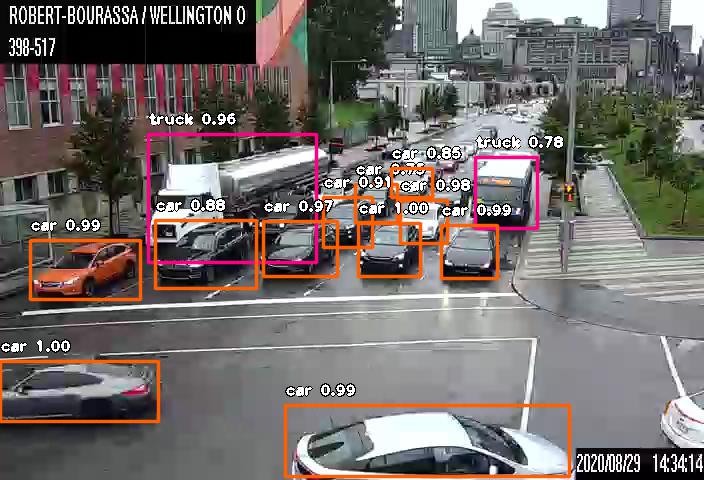 ROBERT-BOURASSA / WELLINGTON O
398-517
truck 0.96
truck 0.78
car 0.85
car 0.91
car 0.98
car 0.88
car 0.97
car 1.00
car 0.99
car 0.99
car 1.00
car 0.99
2020/08/29 14:34:14